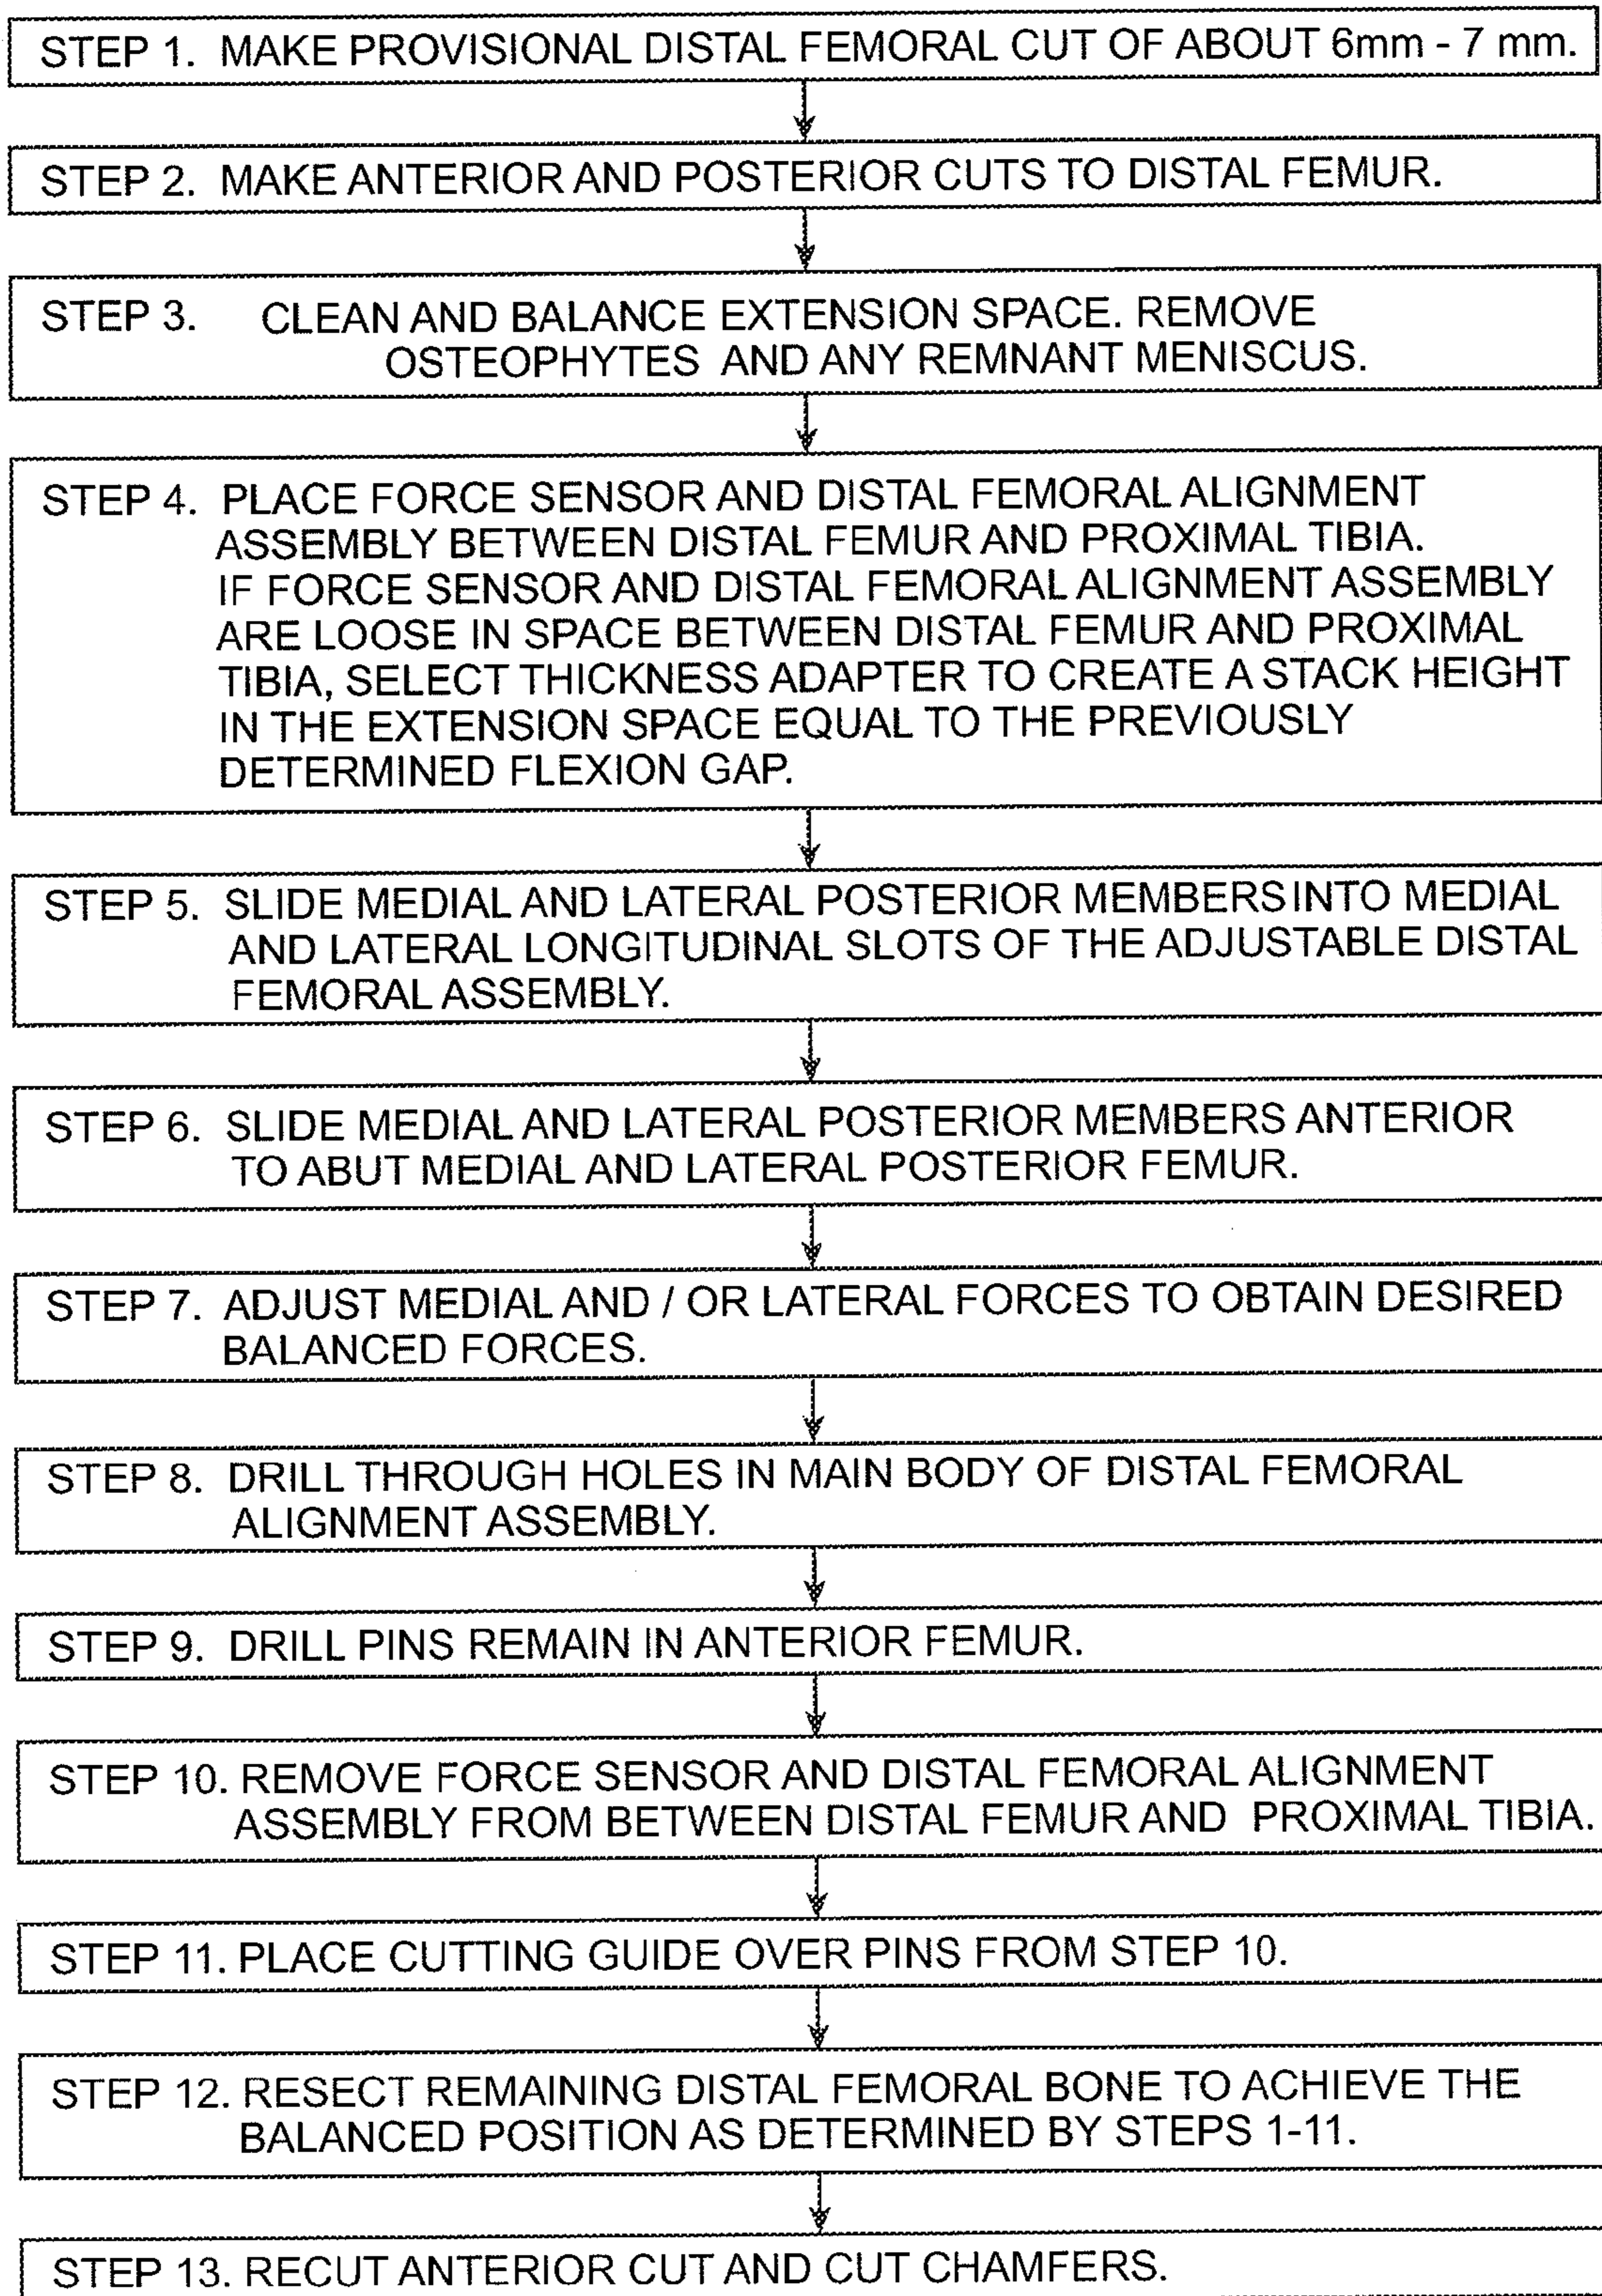 STEP 1. MAKE PROVISIONAL DISTAL FEMORAL CUT OF ABOUT 6mm - 7 mm.
STEP 2. MAKE ANTERIOR AND POSTERIOR CUTS TO DISTAL FEMUR.
STEP 3. CLEAN AND BALANCE EXTENSION SPACE. REMOVE
OSTEOPHYTES AND ANY REMNANT MENISCUS.
STEP 4. PLACE FORCE SENSOR AND DISTAL FEMORAL ALIGNMENT
ASSEMBLY BETWEEN DISTAL FEMUR AND PROXIMAL TIBIA.
IF FORCE SENSOR AND DISTAL FEMORAL ALIGNMENT ASSEMBLY
ARE LOOSE IN SPACE BETWEEN DISTAL FEMUR AND PROXIMAL
TIBIA, SELECT THICKNESS ADAPTER TO CREATE A STACK HEIGHT
IN THE EXTENSION SPACE EQUAL TO THE PREVIOUSLY
DETERMINED FLEXION GAP.
STEP 5. SLIDE MEDIAL AND LATERAL POSTERIOR MEMBERS INTO MEDIAL
AND LATERAL LONGITUDINAL SLOTS OF THE ADJUSTABLE DISTAL
FEMORAL ASSEMBLY.
STEP 6. SLIDE MEDIAL AND LATERAL POSTERIOR MEMBERS ANTERIOR
TO ABUT MEDIAL AND LATERAL POSTERIOR FEMUR.
STEP 7. ADJUST MEDIAL AND / OR LATERAL FORCES TO OBTAIN DESIRED
BALANCED FORCES.
STEP 8. DRILL THROUGH HOLES IN MAIN BODY OF DISTAL FEMORAL
ALIGNMENT ASSEMBLY.
STEP 9. DRILL PINS REMAIN IN ANTERIOR FEMUR.
STEP 10. REMOVE FORCE SENSOR AND DISTAL FEMORAL ALIGNMENT
ASSEMBLY FROM BETWEEN DISTAL FEMUR AND PROXIMAL TIBIA.
STEP 11. PLACE CUTTING GUIDE OVER PINS FROM STEP 10.
STEP 12. RESECT REMAINING DISTAL FEMORAL BONE TO ACHIEVE THE
BALANCED POSITION AS DETERMINED BY STEPS 1-11.
STEP 13. RECUT ANTERIOR CUT AND CUT CHAMFERS.